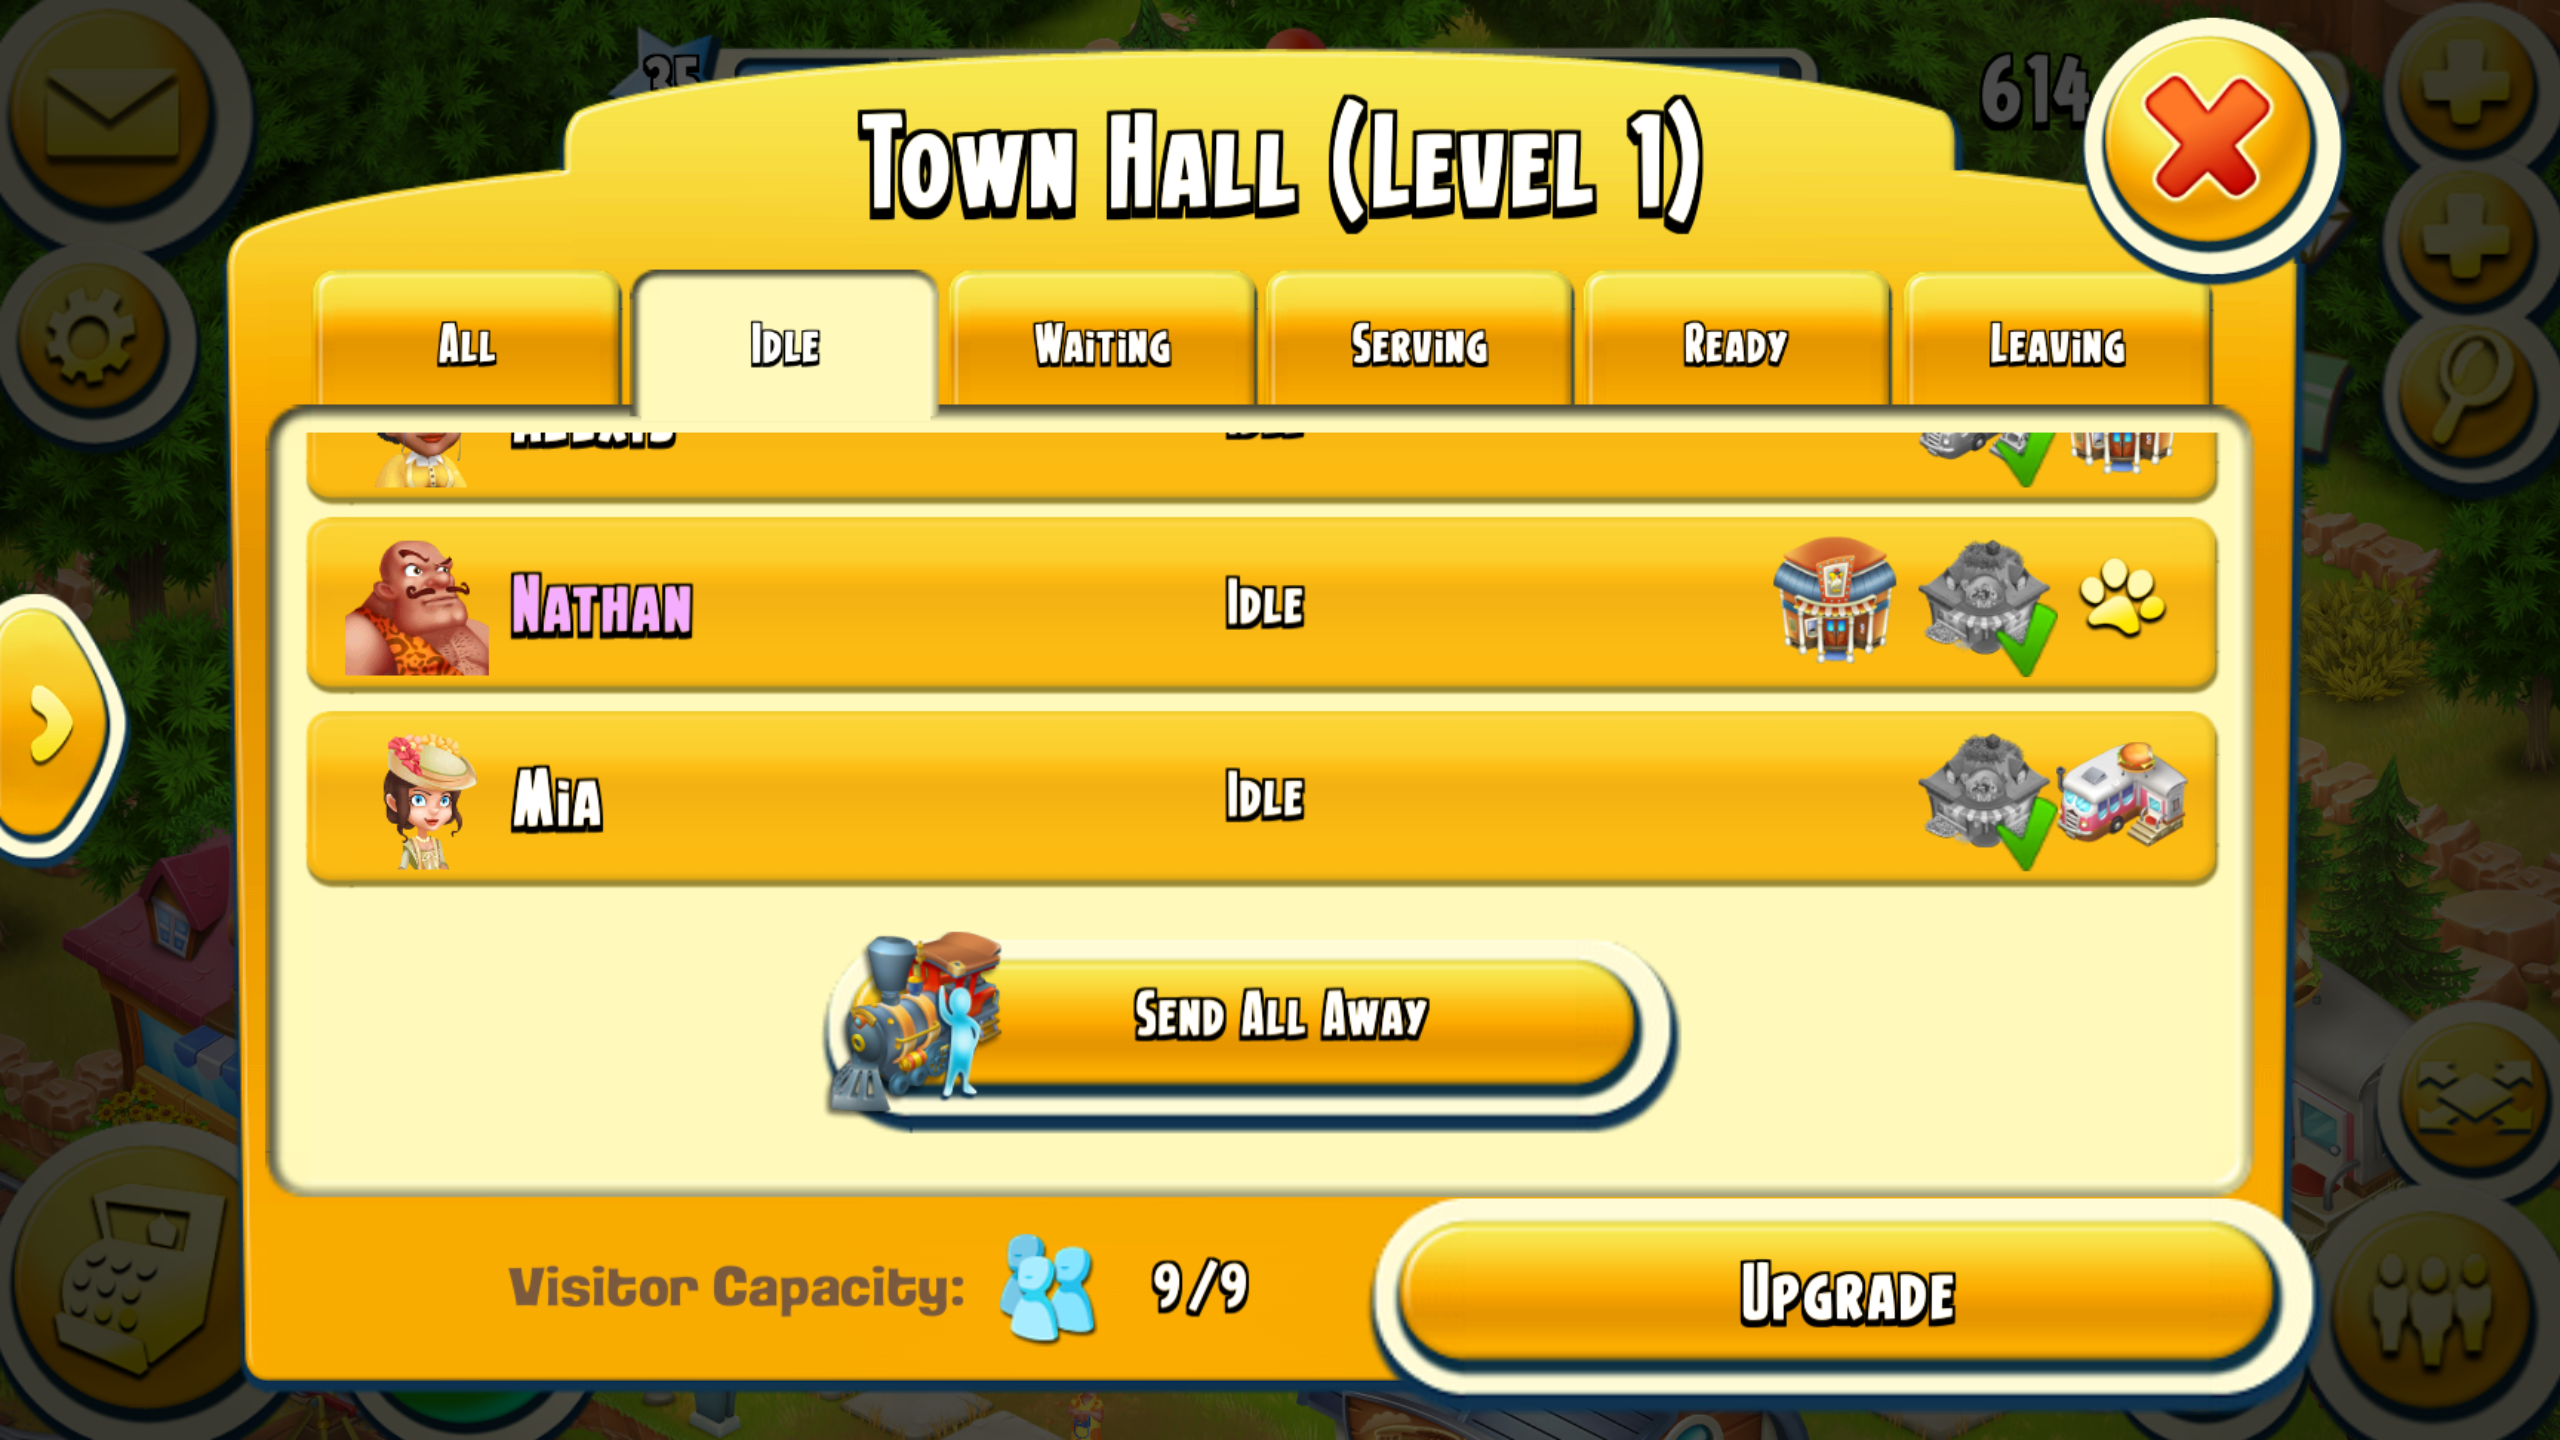 35
614
Town Hall (Level 1)
All
Idle
Waiting
Serving
Ready
Leaving
Nathan
Idle
Mia
Idle
Send All Away
Visitor Capacity:
9/9
Upgrade